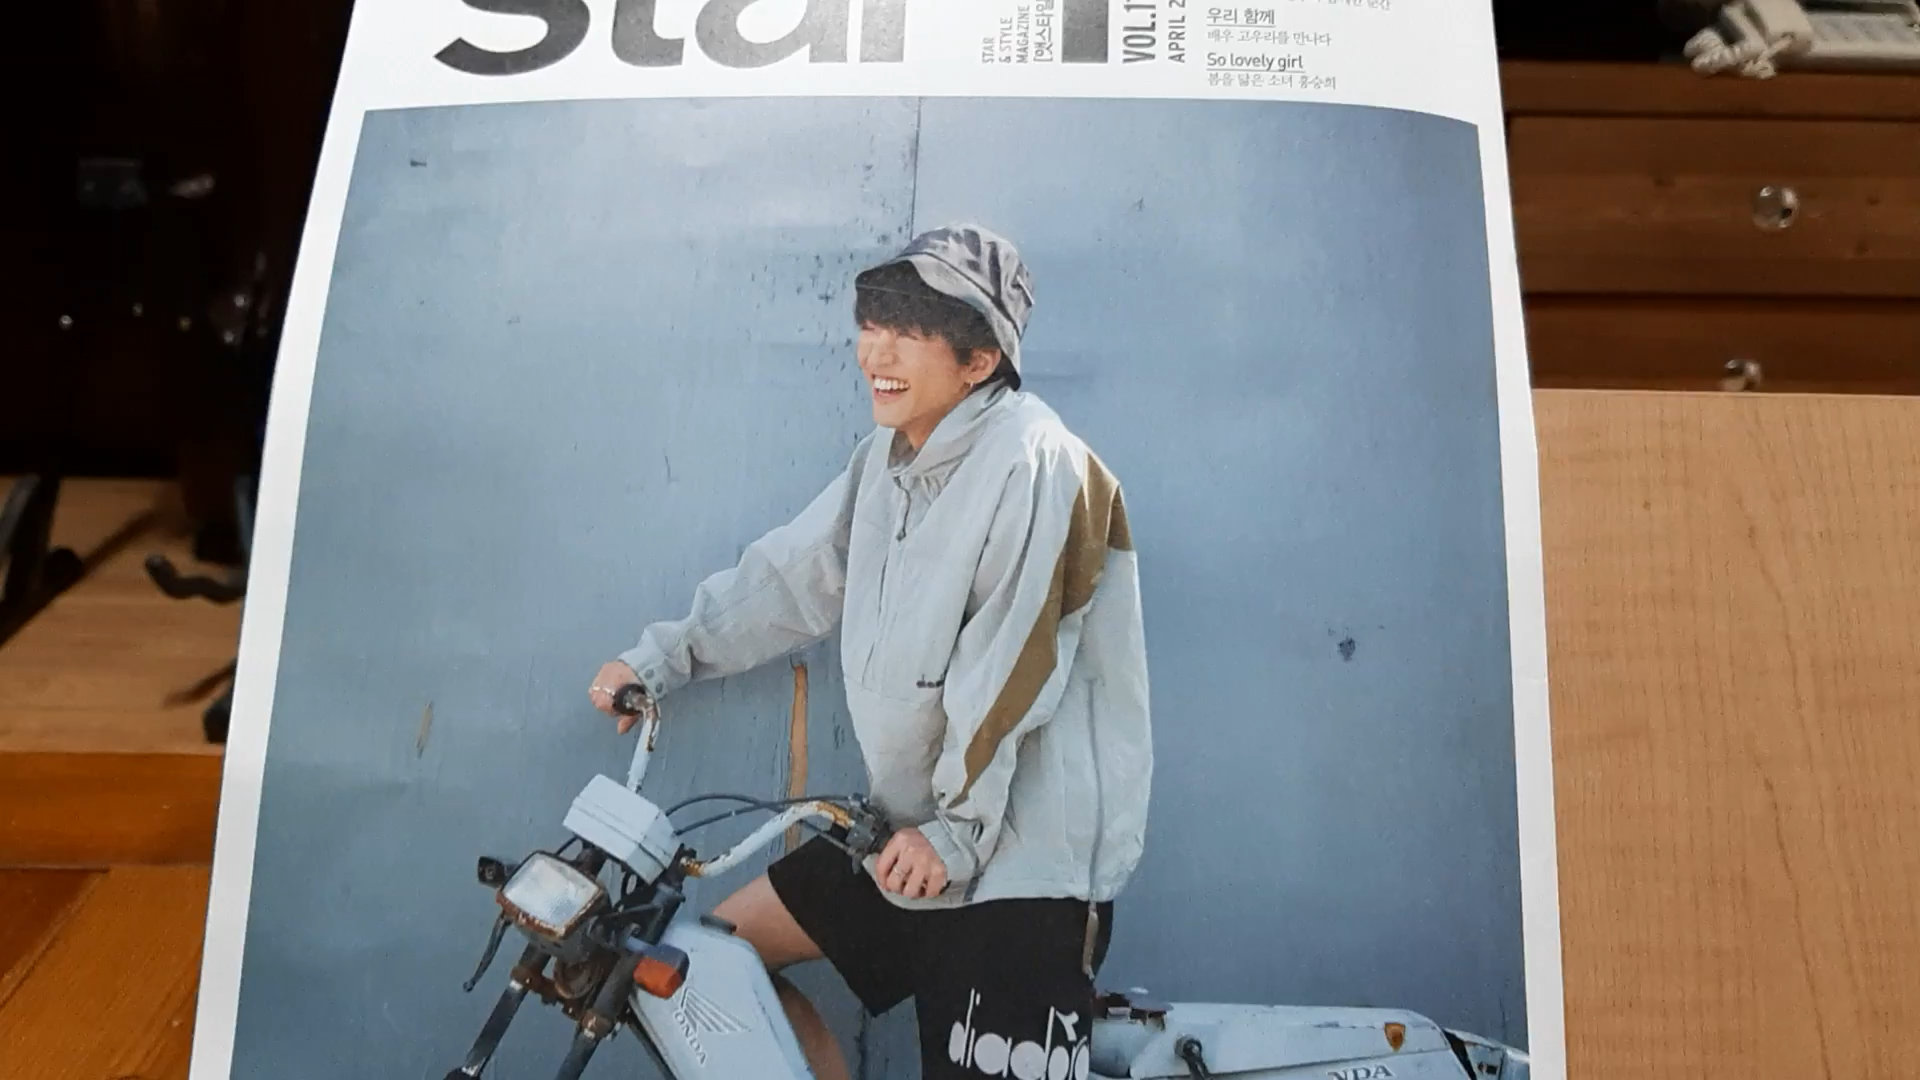 star
STAR
& STYLE
MAGAZINE
[앳스타일
VOL.1
APRIL 2
우리 함께
배우 고우리를 만나다
So lovely girl
봄을 닮은 소녀 홍승희
diadora
HONDA
NDA